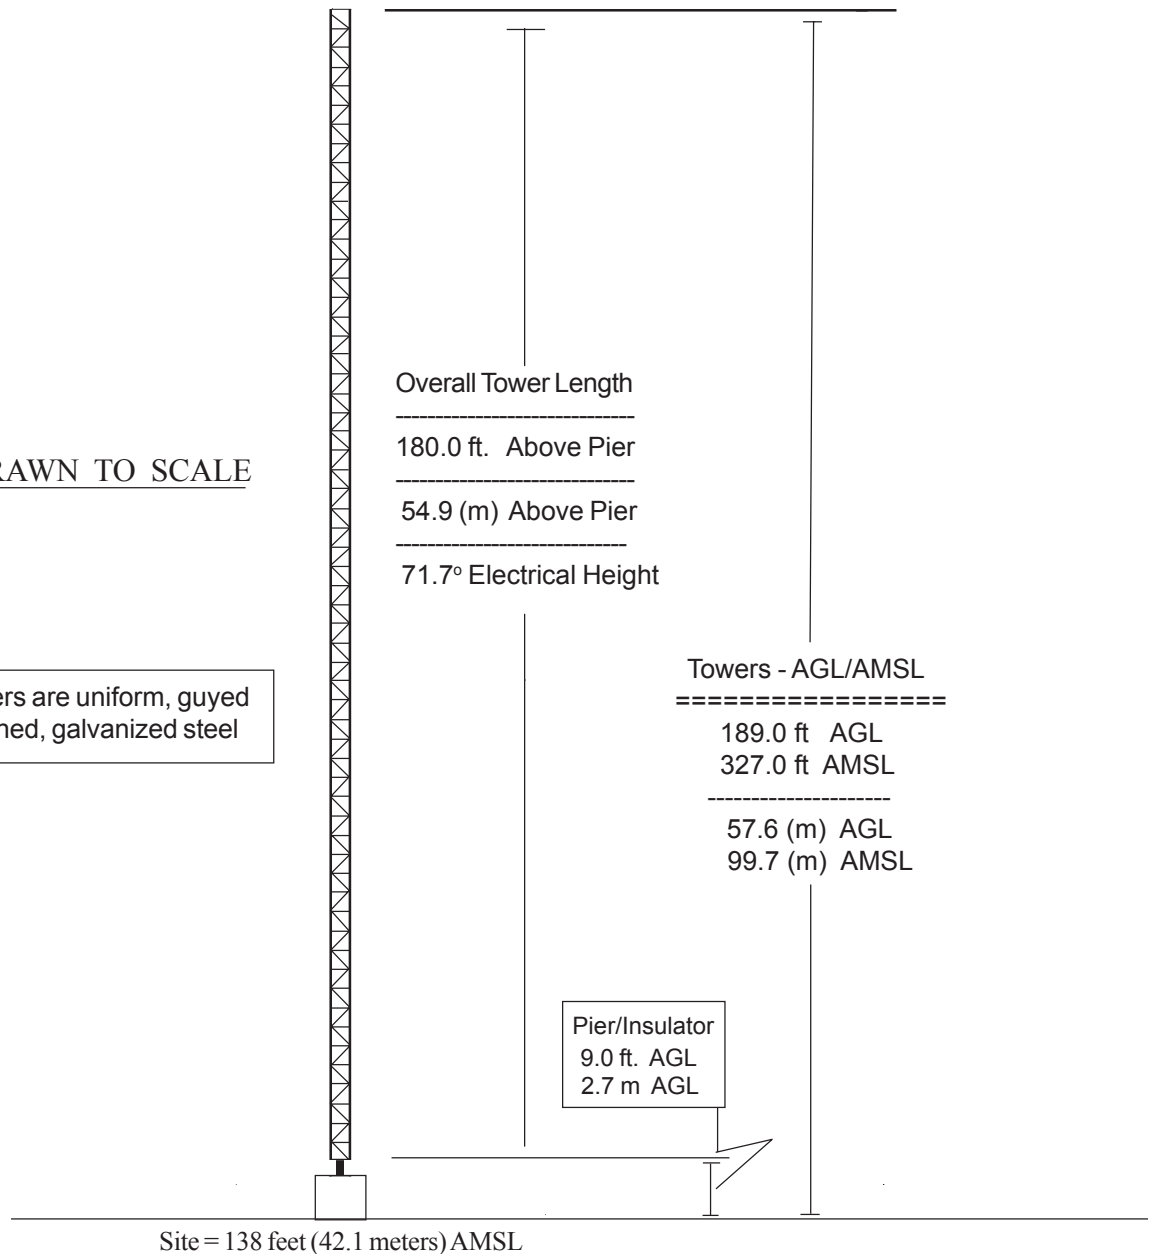 Overall Tower Length
------------------------------
180.0 ft. Above Pier
------------------------------
54.9 (m) Above Pier
-----------------------------
71.7º Electrical Height
RAWN TO SCALE
ers are uniform, guyed
ned, galvanized steel
Towers - AGL/AMSL
=================
189.0 ft AGL
327.0 ft AMSL
---------------------
57.6 (m) AGL
99.7 (m) AMSL
Pier/Insulator
9.0 ft. AGL
2.7 m AGL
Site = 138 feet (42.1 meters) AMSL